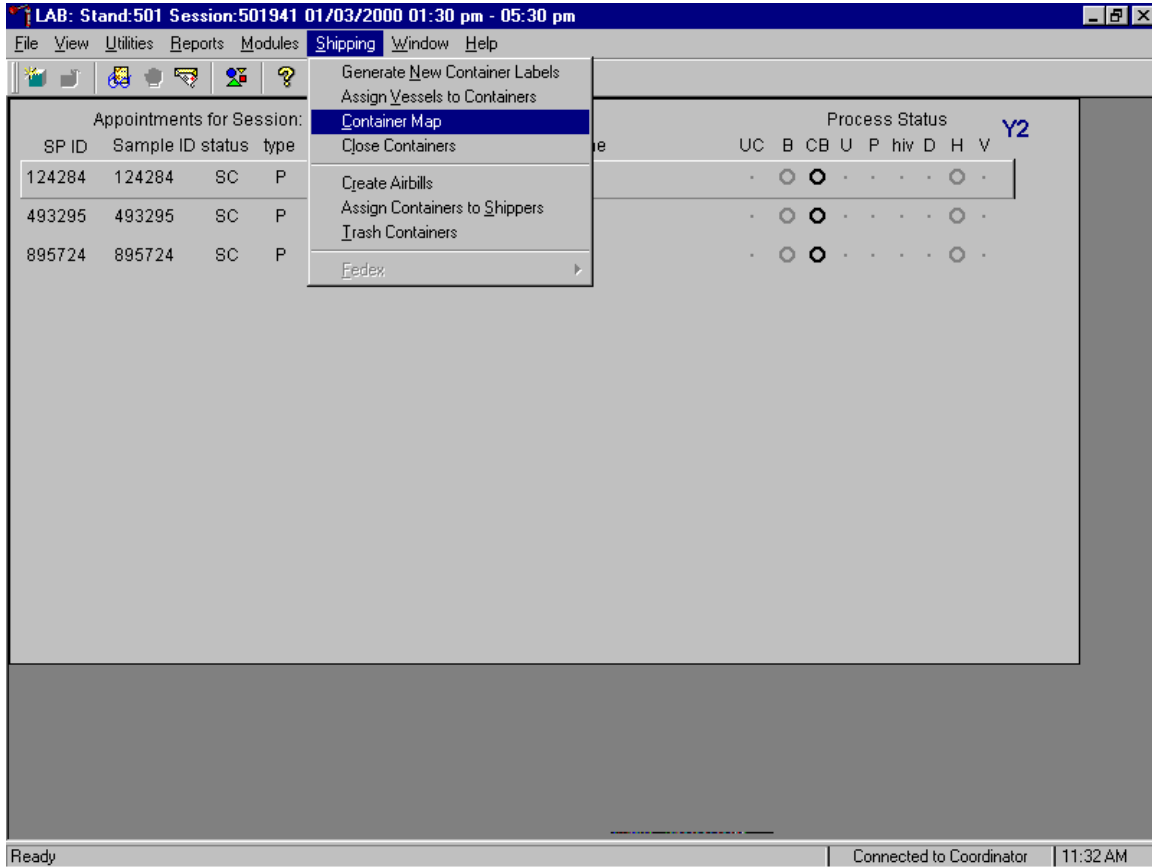 LAB: Stand:501 Session:501941 01/03/2000 01:30 pm - 05:30 pm
File View Utilities Reports Modules Shipping Window Help
Generate New Container Labels
Assign Vessels to Containers
Container Map
Close Containers
Create Airbills
Assign Containers to Shippers
Trash Containers
Fedex
Appointments for Session: Process Status Y2
SP ID Sample ID status type UC B CB U P hiv D H V
124284 124284 SC P
493295 493295 SC P
895724 895724 SC P
Ready Connected to Coordinator 11:32 AM